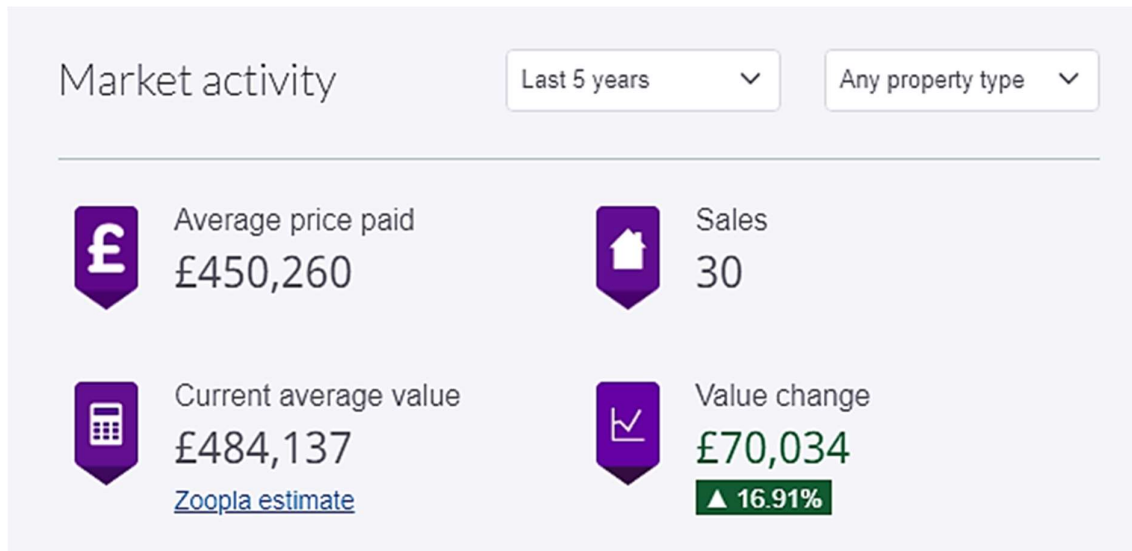 Market activity
Last 5 years
Any property type
£
Average price paid
£450,260
Sales
30
Current average value
£484,137
Zoopla estimate
Value change
£70,034
▲ 16.91%